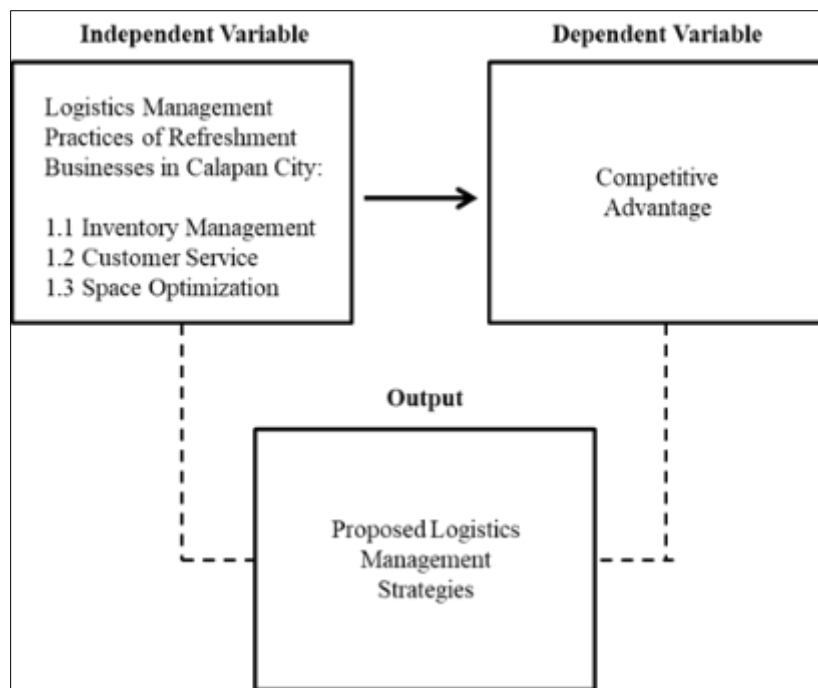 Independent Variable
Logistics Management
Practices of Refreshment
Businesses in Calapan City:
1.1 Inventory Management
1.2 Customer Service
1.3 Space Optimization
Dependent Variable
Competitive
Advantage
Output
Proposed Logistics
Management
Strategies